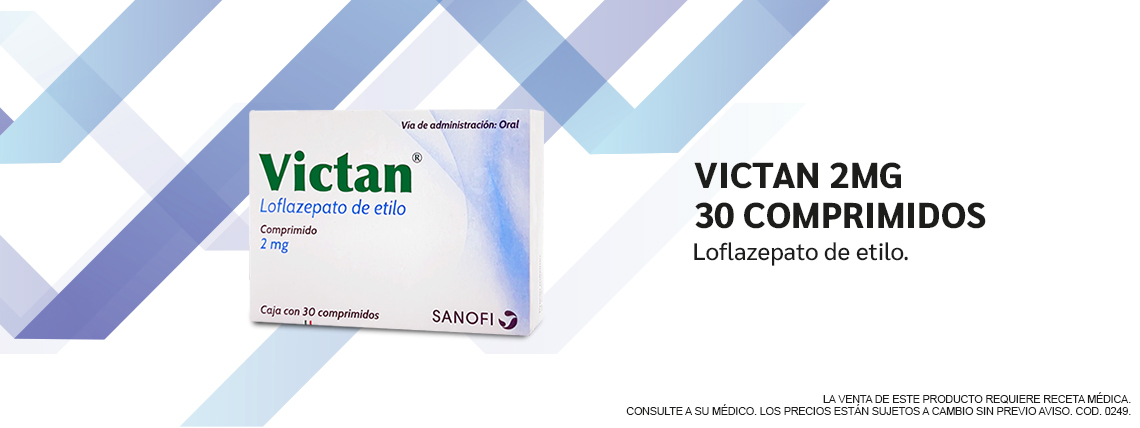 Vía de administración: Oral
Victan®
Loflazepato de etilo
Comprimido
2 mg
Caja con 30 comprimidos
SANOFI
VICTAN 2MG
30 COMPRIMIDOS
Loflazepato de etilo.
LA VENTA DE ESTE PRODUCTO REQUIERE RECETA MÉDICA.
CONSULTE A SU MÉDICO. LOS PRECIOS ESTÁN SUJETOS A CAMBIO SIN PREVIO AVISO. COD. 0249.